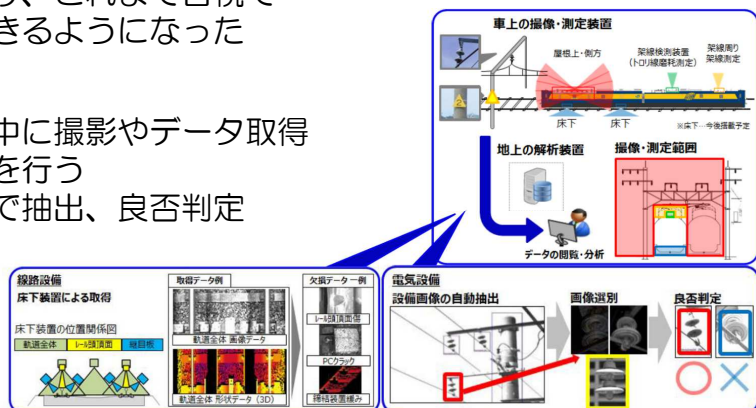 きるようになった
中に撮影やデータ取得
を行う
で抽出、良否判定
車上の撮像・測定装置
屋根上・側方
架線検測装置
(トロリ線磨耗測定)
架線周り
架線測定
床下
床下
※床下…今後搭載予定
地上の解析装置
撮像・測定範囲
データの閲覧・分析
線路設備
床下装置による取得
床下装置の位置関係図
軌道全体
レール頭頂面
継目板
取得データ例
軌道全体 画像データ
軌道全体 形状データ (3D)
欠損データ一例
レール頭頂面傷
PCクラック
締結装置緩み
電気設備
設備画像の自動抽出
画像選別
良否判定